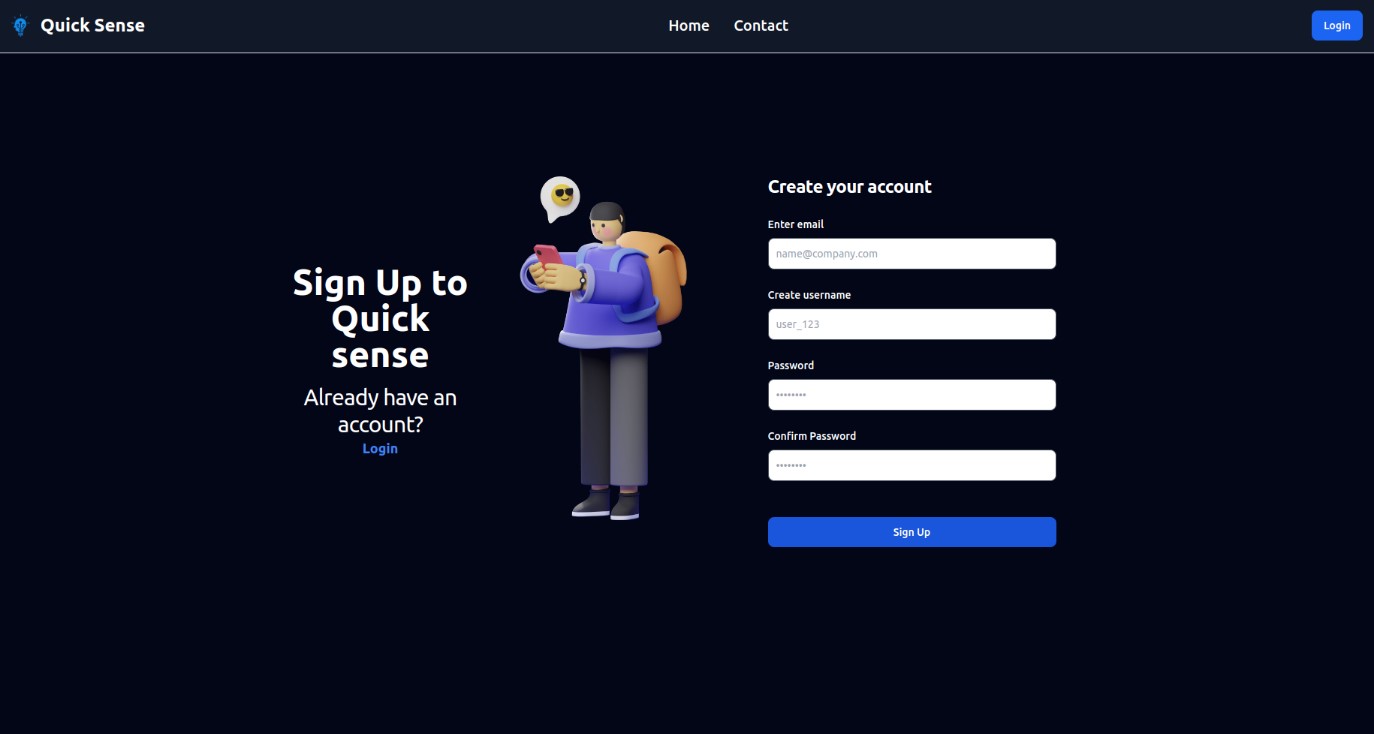 Quick Sense
Home
Contact
Login
Sign Up to
Quick
sense
Already have an
account?
Login
Create your account
Enter email
name@company.com
Create username
user_123
Password
••••••••
Confirm Password
••••••••
Sign Up